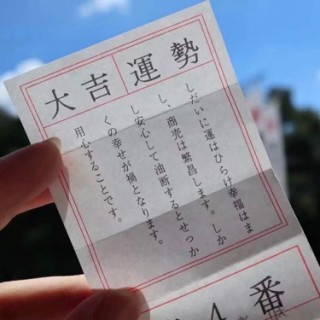 大吉 運勢
しだいに運はひらけ幸福はま
し、商売は繁昌します。しか
し安心して油断するとせっか
くの幸せが禍となります。
用心することです。
4番